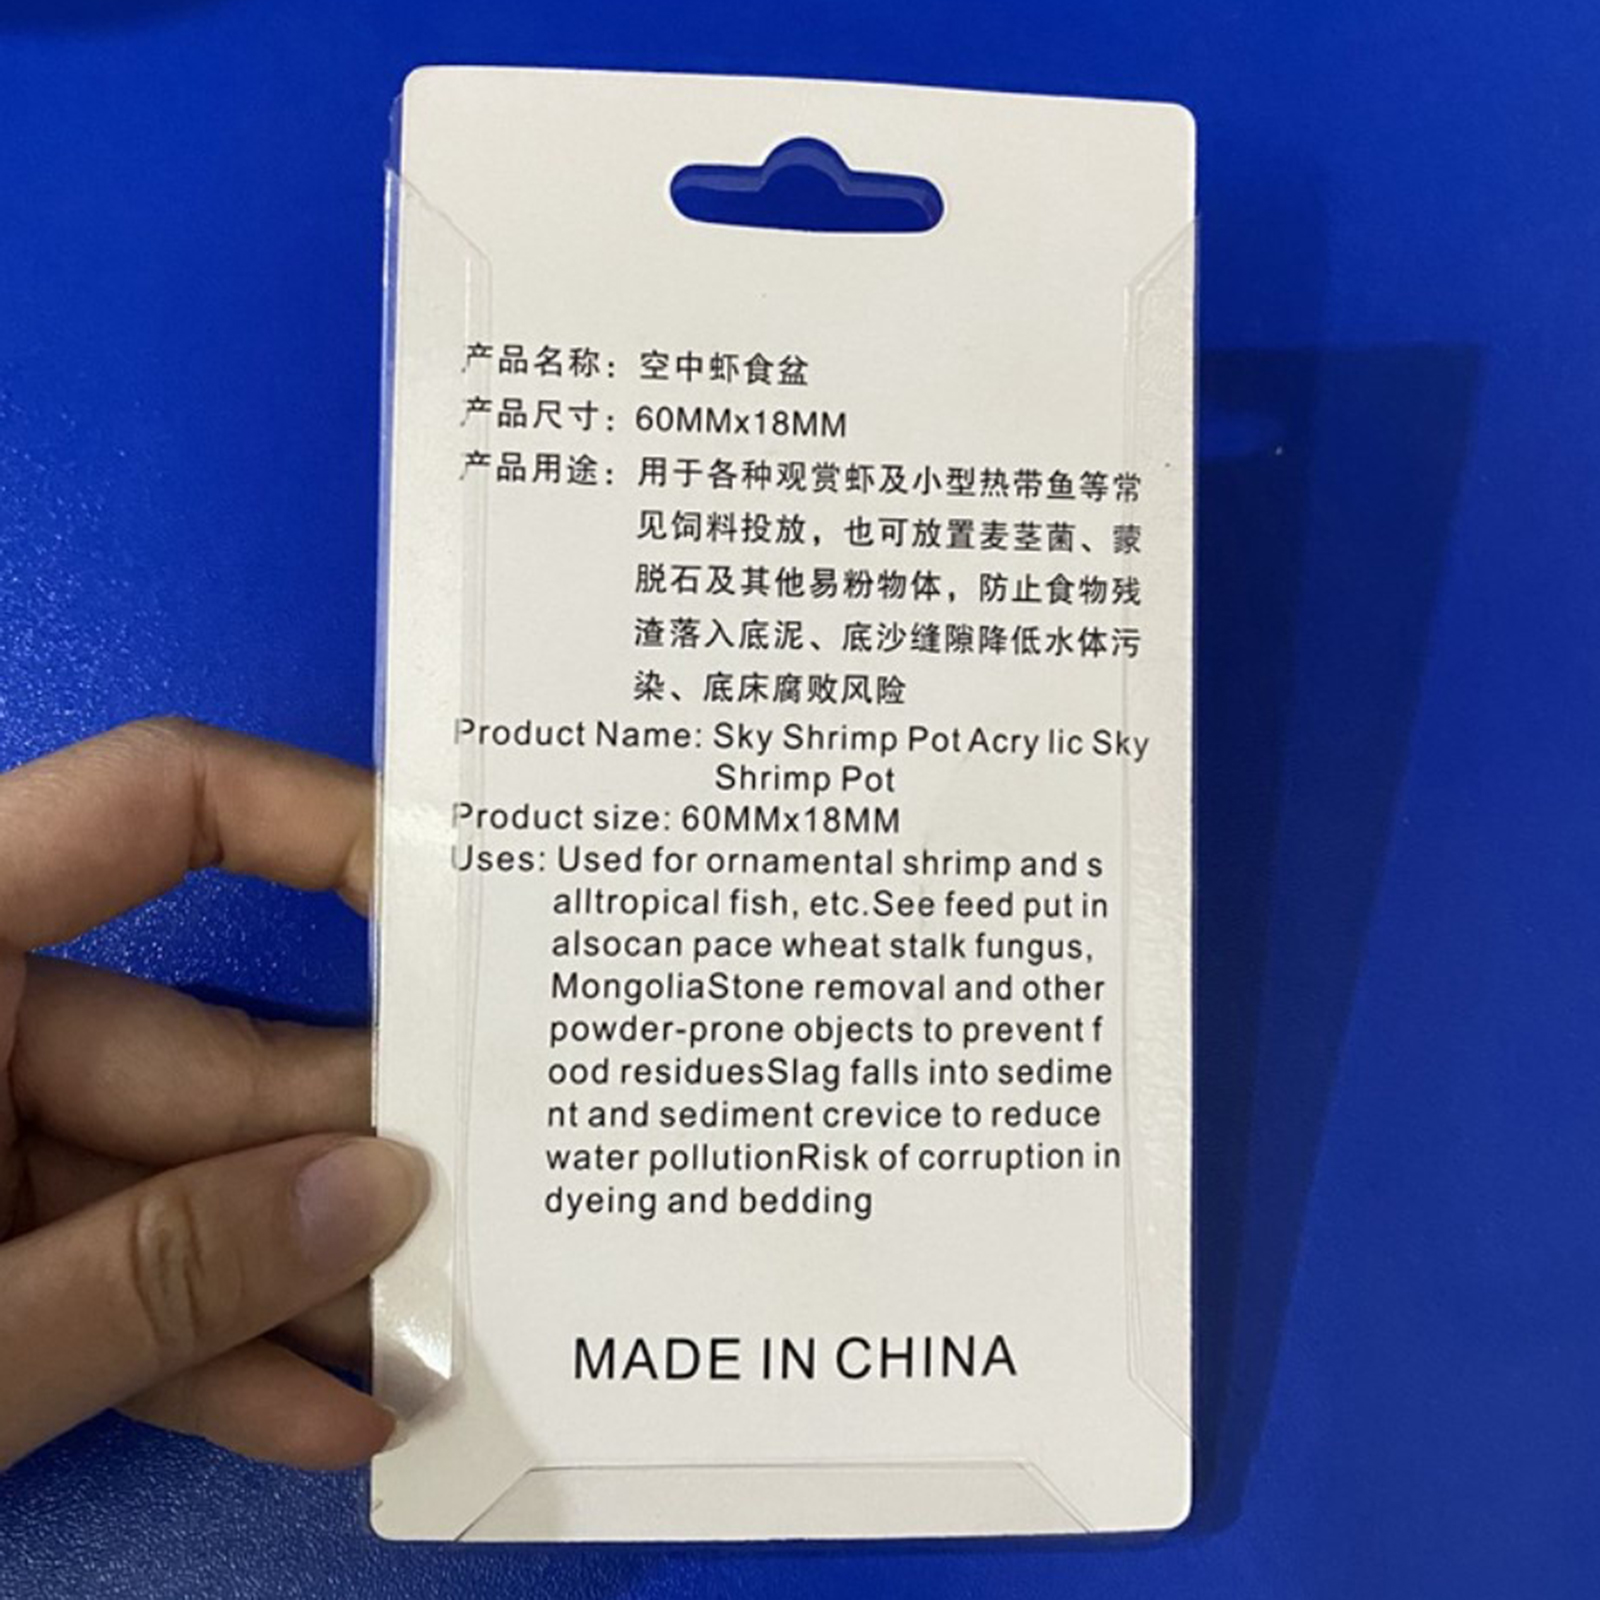 产品名称：空中虾食盆
产品尺寸：60MMx18MM
产品用途：用于各种观赏虾及小型热带鱼等常
见饲料投放，也可放置麦茎菌、蒙
脱石及其他易粉物体，防止食物残
渣落入底泥、底沙缝隙降低水体污
染、底床腐败风险
Product Name: Sky Shrimp Pot Acry lic Sky
Shrimp Pot
Product size: 60MMx18MM
Uses: Used for ornamental shrimp and s
alltropical fish, etc.See feed put in
alsocan pace wheat stalk fungus,
MongoliaStone removal and other
powder-prone objects to prevent f
ood residuesSlag falls into sedime
nt and sediment crevice to reduce
water pollutionRisk of corruption in
dyeing and bedding
MADE IN CHINA